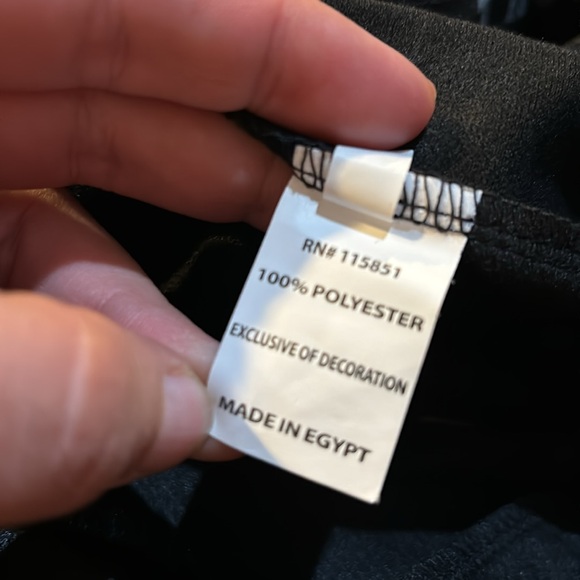 RN# 115851
100% POLYESTER
EXCLUSIVE OF DECORATION
MADE IN EGYPT